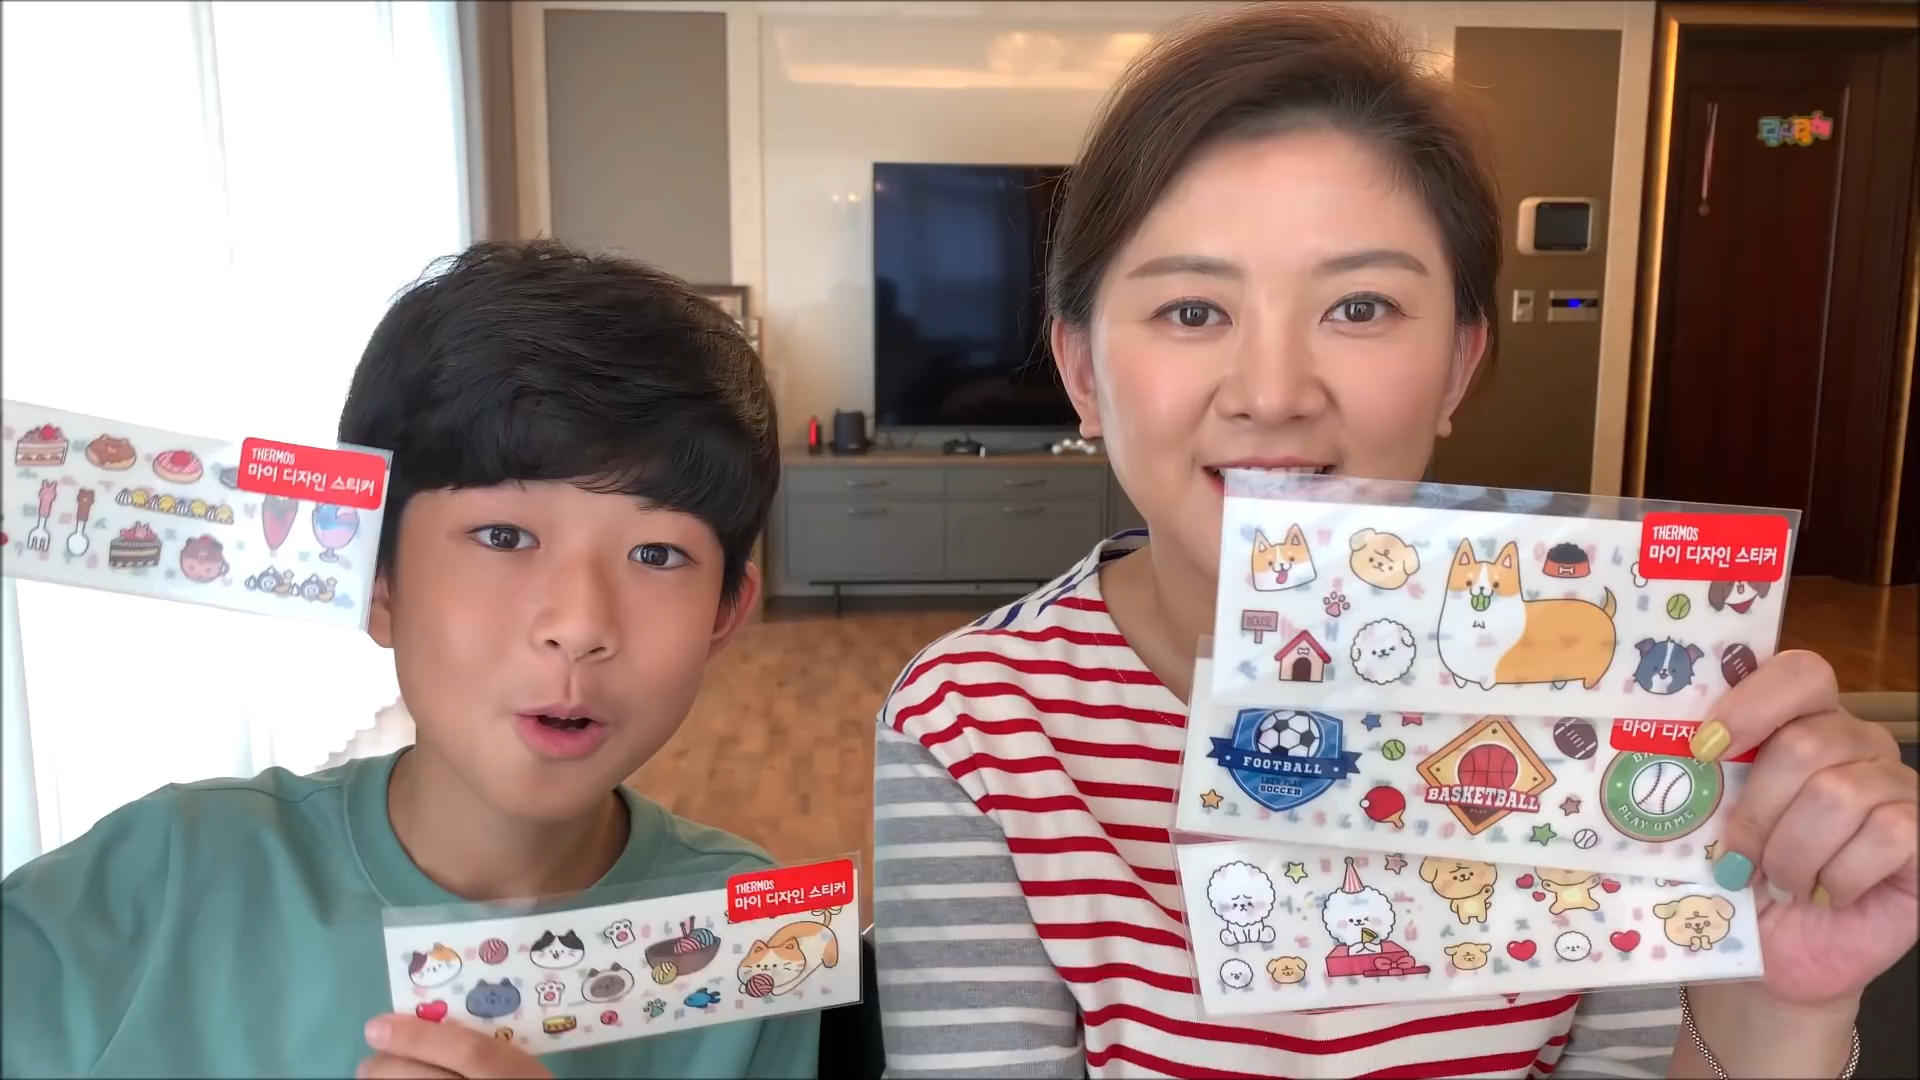 THERMOS
마이 디자인 스티커
THERMOS
마이 디자인 스티커
HOUSE
마이 디자
FOOTBALL
LET'S PLAY
SOCCER
BASKETBALL
PLAY
PLAY GAME
THERMOS
마이 디자인 스티커